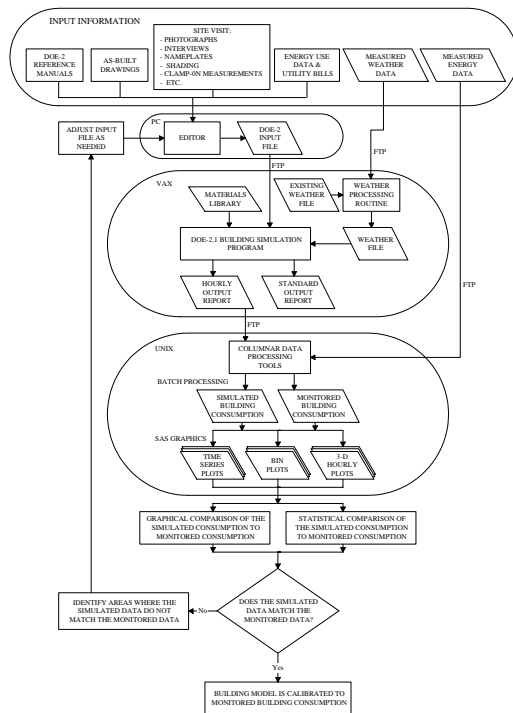 INPUT INFORMATION
DOE-2
REFERENCE
MANUALS
AS-BUILT
DRAWINGS
SITE VISIT:
- PHOTOGRAPHS
- INTERVIEWS
- NAMEPLATES
- SHADING
- CLAMP-ON MEASUREMENTS
- ETC.
ENERGY USE
DATA &
UTILITY BILLS
MEASURED
WEATHER
DATA
MEASURED
ENERGY
DATA
ADJUST INPUT
FILE AS
NEEDED
PC
EDITOR
DOE-2
INPUT
FILE
FTP
FTP
VAX
MATERIALS
LIBRARY
EXISTING
WEATHER
FILE
WEATHER
PROCESSING
ROUTINE
DOE-2.1 BUILDING SIMULATION
PROGRAM
WEATHER
FILE
HOURLY
OUTPUT
REPORT
STANDARD
OUTPUT
REPORT
FTP
FTP
UNIX
COLUMNAR DATA
PROCESSING
TOOLS
BATCH PROCESSING
SIMULATED
BUILDING
CONSUMPTION
MONITORED
BUILDING
CONSUMPTION
SAS GRAPHICS
TIME
SERIES
PLOTS
BIN
PLOTS
3-D
HOURLY
PLOTS
GRAPHICAL COMPARISON OF THE
SIMULATED CONSUMPTION TO
MONITORED CONSUMPTION
STATISTICAL COMPARISON OF
THE SIMULATED CONSUMPTION
TO MONITORED CONSUMPTION
IDENTIFY AREAS WHERE THE
SIMULATED DATA DO NOT
MATCH THE MONITORED DATA
No
DOES THE SIMULATED
DATA MATCH THE
MONITORED DATA?
Yes
BUILDING MODEL IS CALIBRATED TO
MONITORED BUILDING CONSUMPTION